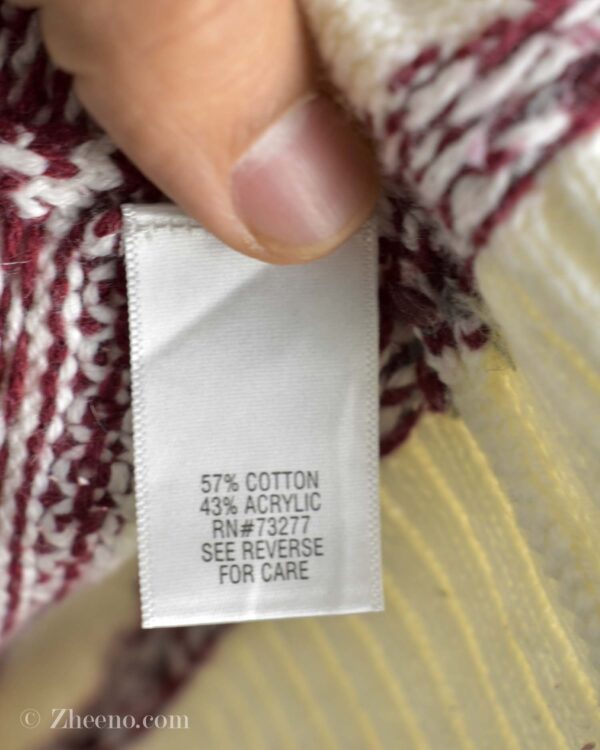 57% COTTON
43% ACRYLIC
RN#73277
SEE REVERSE
FOR CARE
© Zheeno.com